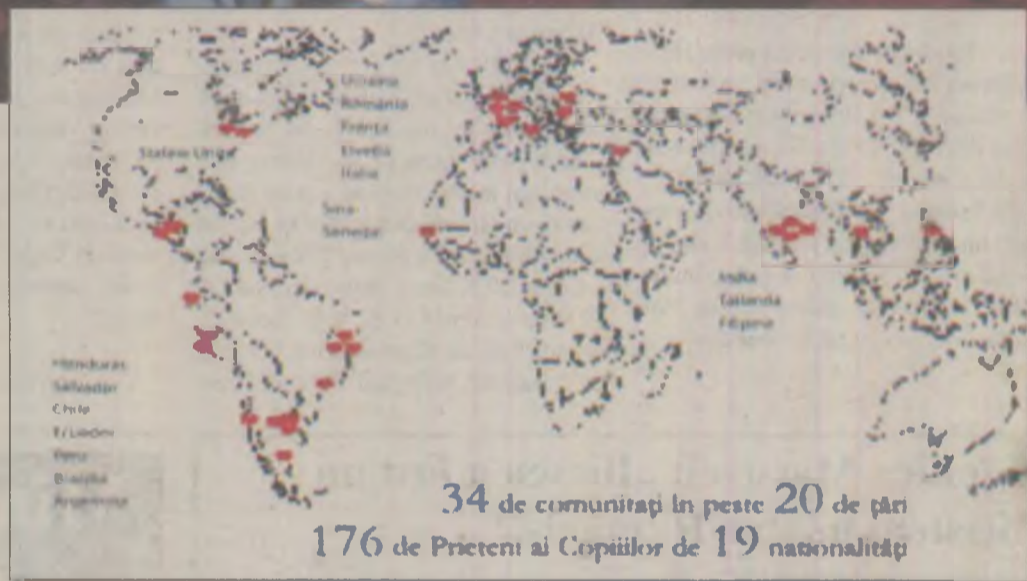 Ucraina
România
Franța
Elveția
Italia
Statele Unite
Siria
Senegal
India
Tailanda
Filipine
Honduras
Salvador
Chile
Ecuador
Peru
Brazilia
Argentina
34 de comunitați în peste 20 de țări
176 de Prieteni ai Copiilor de 19 naționalități